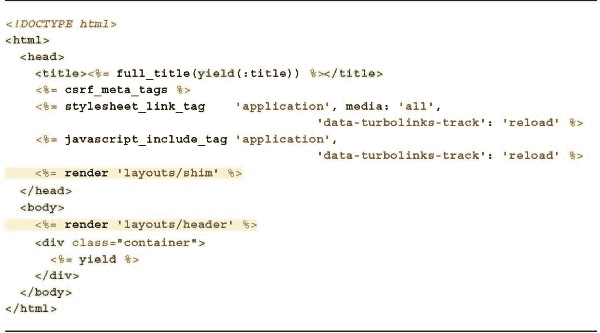 <!DOCTYPE html>
<html>
  <head>
    <title><%= full_title(yield(:title)) %></title>
    <%= csrf_meta_tags %>
    <%= stylesheet_link_tag    'application', media: 'all',
                                           'data-turbolinks-track': 'reload' %>
    <%= javascript_include_tag 'application',
                                           'data-turbolinks-track': 'reload' %>
    <%= render 'layouts/shim' %>
  </head>
  <body>
    <%= render 'layouts/header' %>
    <div class="container">
      <%= yield %>
    </div>
  </body>
</html>